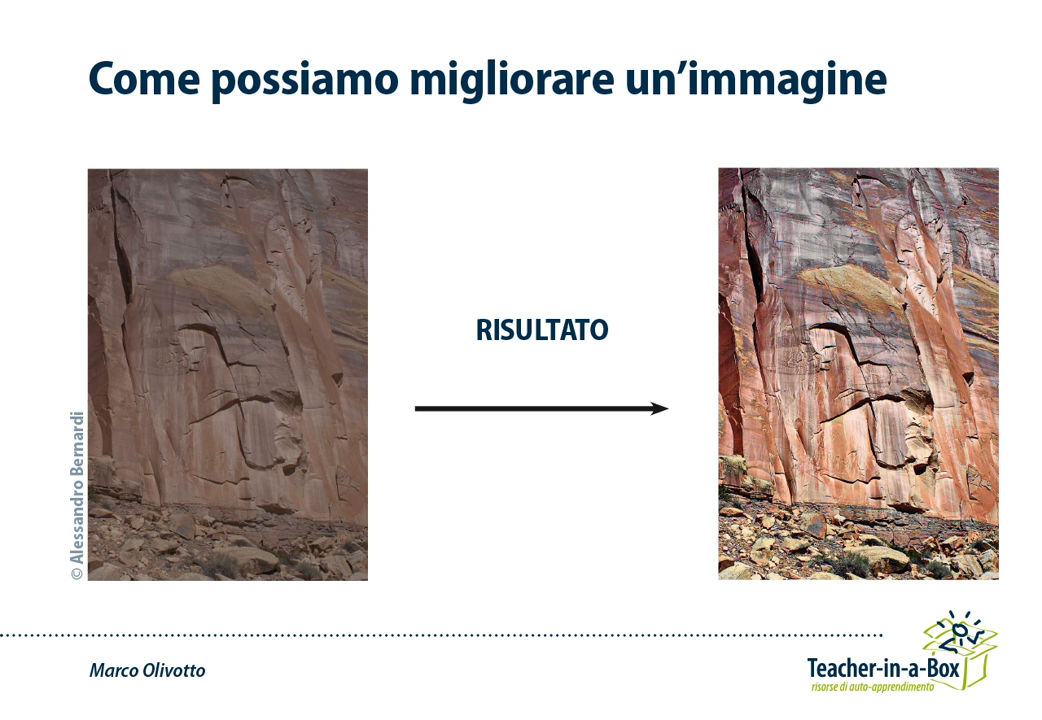 Come possiamo migliorare un’immagine
RISULTATO
© Alessandro Bernardi
Marco Olivotto
Teacher-in-a-Box
risorse di auto-apprendimento